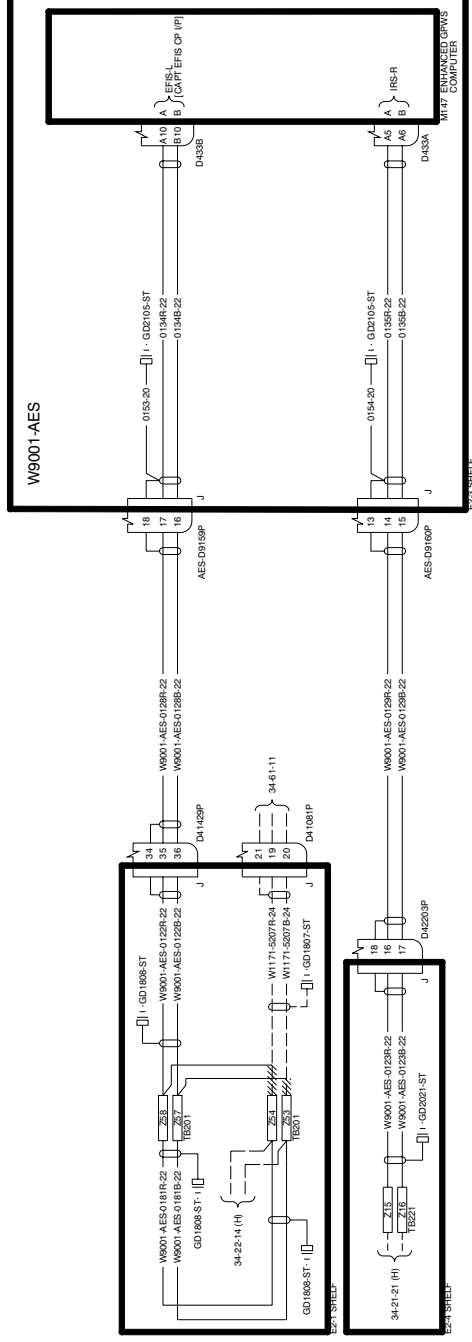 W9001-AES
EFIS-L
[CAPT EFIS CP I/P]
A
B
A10
B10
D433B
IRS-R
A
B
A5
A6
D433A
M147 ENHANCED GPWS
COMPUTER
I · GD2105-ST
0153-20
0134R-22
0134B-22
I · GD2105-ST
0154-20
0135R-22
0135B-22
E2-3 SHELF
J
18
17
16
AES-D9159P
J
13
14
15
AES-D9160P
W9001-AES-0128R-22
W9001-AES-0128B-22
W9001-AES-0129R-22
W9001-AES-0129B-22
34
35
36
D41429P
J
21
19
20
D41081P
J
34-61-11
18
16
17
D42203P
J
W9001-AES-0122R-22
W9001-AES-0122B-22
I · GD1808-ST
W1171-5207R-24
W1171-5207B-24
I · GD1807-ST
Z58
Z57
TB201
Z54
Z53
TB201
W9001-AES-0181R-22
W9001-AES-0181B-22
GD1808-ST · I
34-22-14 (H)
GD1808-ST · I
E2-1 SHELF
W9001-AES-0123R-22
W9001-AES-0123B-22
I · GD2021-ST
Z15
Z16
TB221
34-21-21 (H)
E2-4 SHELF